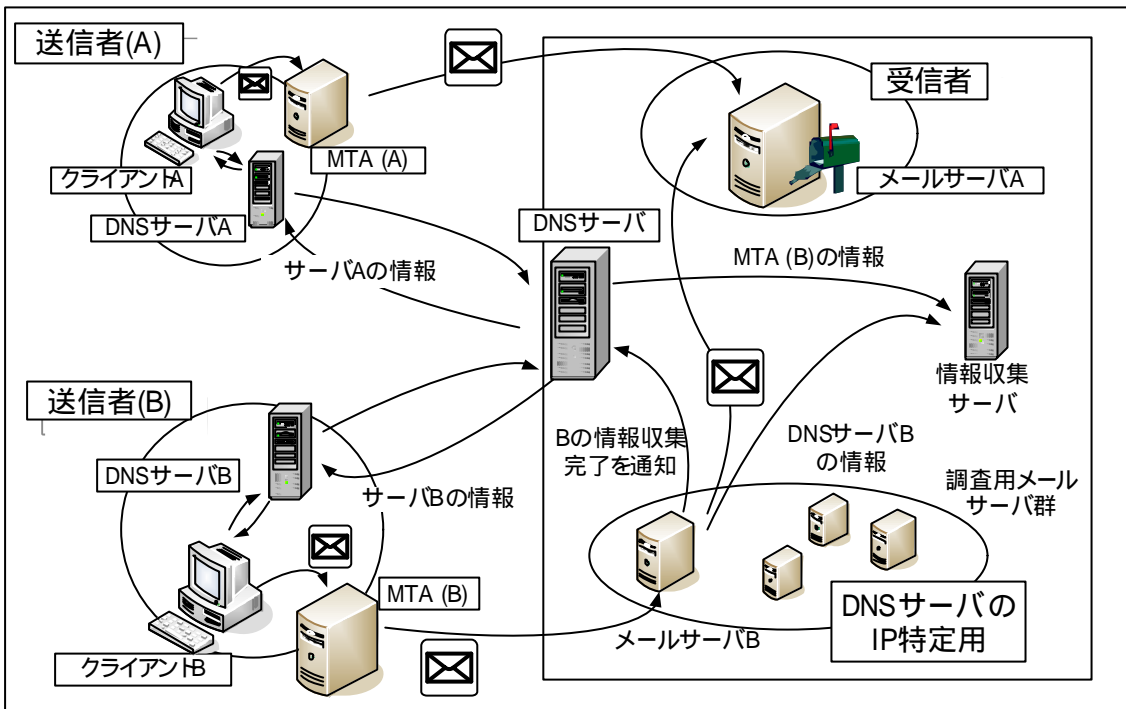 送信者(A)
受信者
MTA (A)
クライアントA
メールサーバA
DNSサーバA
DNSサーバ
サーバAの情報
MTA (B)の情報
情報収集
サーバ
送信者(B)
Bの情報収集
完了を通知
DNSサーバB
の情報
DNSサーバB
サーバBの情報
調査用メール
サーバ群
MTA (B)
メールサーバB
DNSサーバの
IP特定用
クライアントB